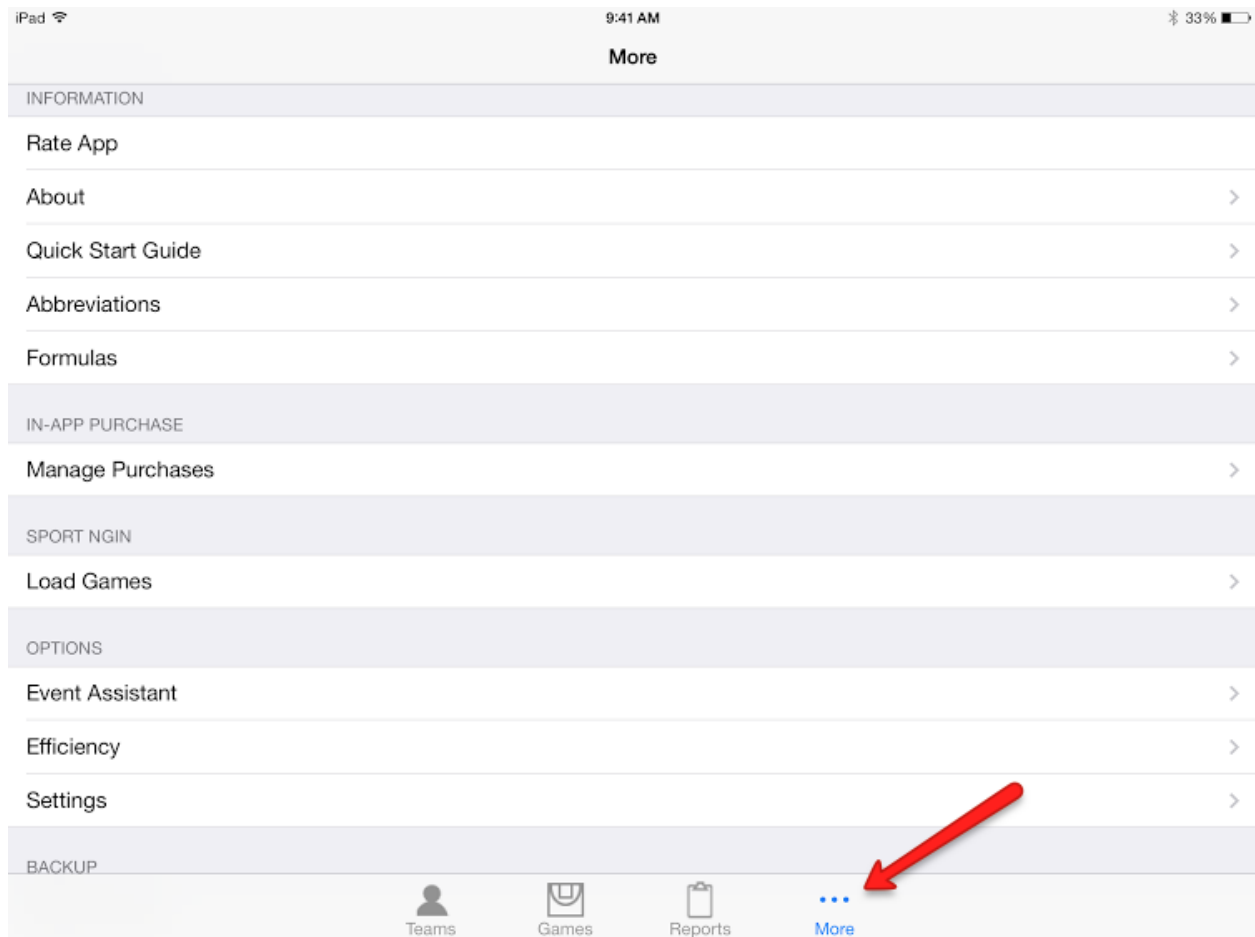 iPad 9:41 AM 33%
More
INFORMATION
Rate App
About
Quick Start Guide
Abbreviations
Formulas
IN-APP PURCHASE
Manage Purchases
SPORT NGIN
Load Games
OPTIONS
Event Assistant
Efficiency
Settings
BACKUP
Teams Games Reports More